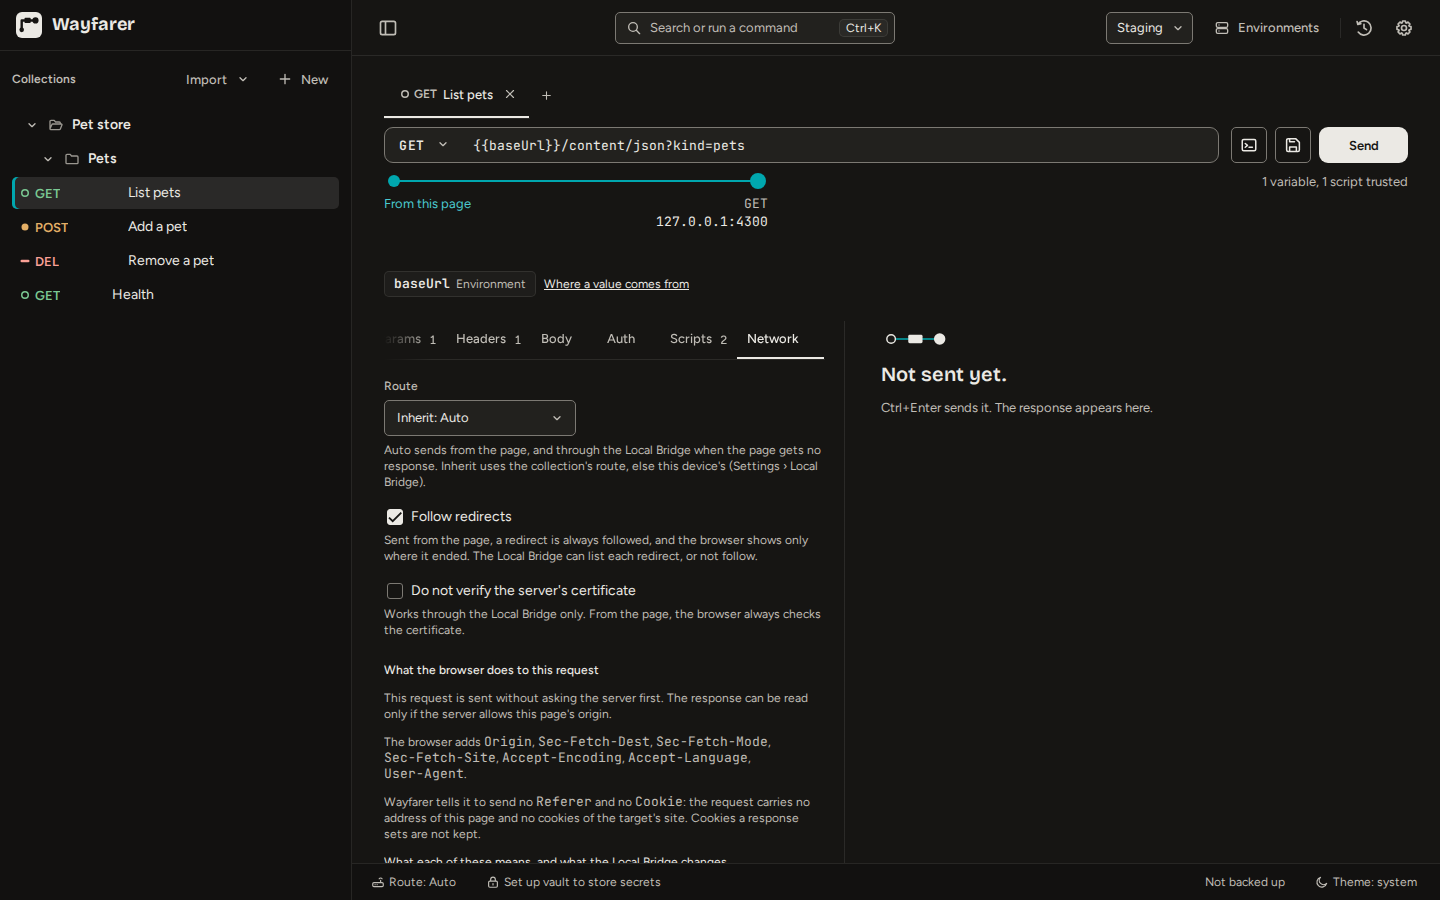 Wayfarer
Search or run a command Ctrl+K
Staging
Environments
Collections Import New
GET List pets
Pet store
Pets
GET List pets
POST Add a pet
DEL Remove a pet
GET Health
GET {{baseUrl}}/content/json?kind=pets
Send
From this page GET
127.0.0.1:4300
1 variable, 1 script trusted
baseUrl Environment Where a value comes from
arams 1 Headers 1 Body Auth Scripts 2 Network
Route
Inherit: Auto
Auto sends from the page, and through the Local Bridge when the page gets no
response. Inherit uses the collection's route, else this device's (Settings › Local
Bridge).
Follow redirects
Sent from the page, a redirect is always followed, and the browser shows only
where it ended. The Local Bridge can list each redirect, or not follow.
Do not verify the server's certificate
Works through the Local Bridge only. From the page, the browser always checks
the certificate.
What the browser does to this request
This request is sent without asking the server first. The response can be read
only if the server allows this page's origin.
The browser adds Origin, Sec-Fetch-Dest, Sec-Fetch-Mode,
Sec-Fetch-Site, Accept-Encoding, Accept-Language,
User-Agent.
Wayfarer tells it to send no Referer and no Cookie: the request carries no
address of this page and no cookies of the target's site. Cookies a response
sets are not kept.
What each of these means, and what the Local Bridge changes
Not sent yet.
Ctrl+Enter sends it. The response appears here.
Route: Auto Set up vault to store secrets Not backed up Theme: system